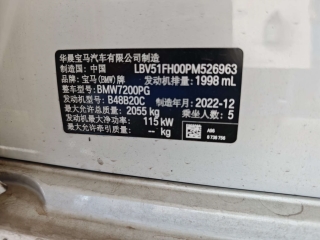 华晨宝马汽车有限公司制造
制造国：中国 LBV51FH00PM526963
品牌：宝马(BMW)牌 发动机排量：1998 mL
整车型号：BMW7200PG
发动机型号：B48B20C 制造年月：2022-12
最大允许总质量：2055 kg 乘坐人数：5
发动机最大净功率：115 kW
最大允许牵引质量：-- kg
A96